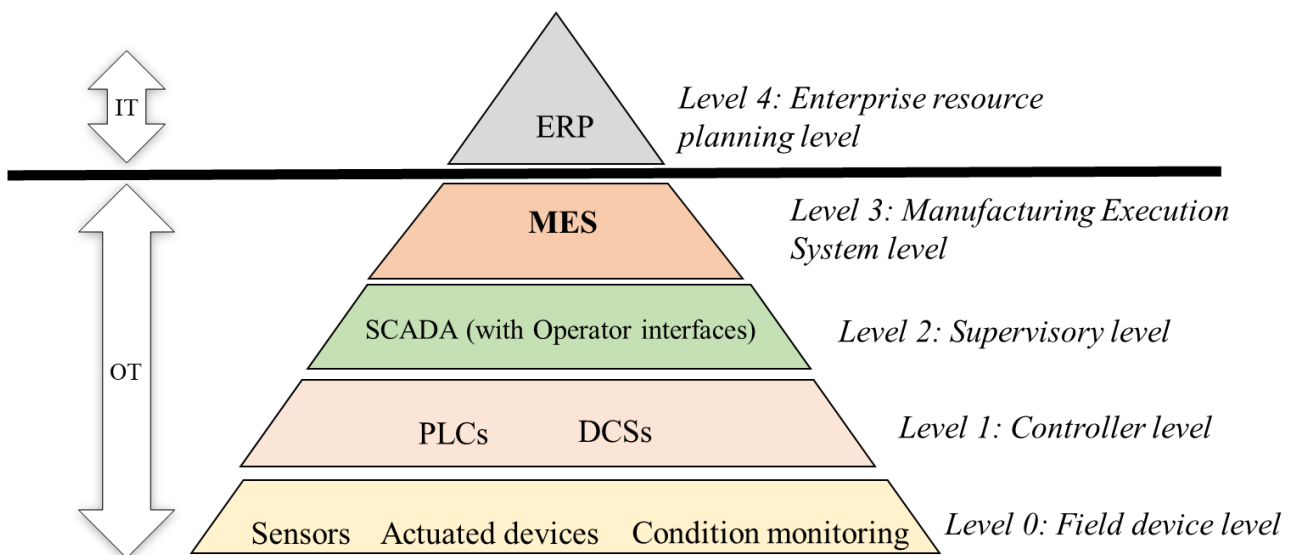 IT
ERP
Level 4: Enterprise resource
planning level
MES
Level 3: Manufacturing Execution
System level
SCADA (with Operator interfaces)
Level 2: Supervisory level
OT
PLCs DCSs
Level 1: Controller level
Sensors Actuated devices Condition monitoring
Level 0: Field device level